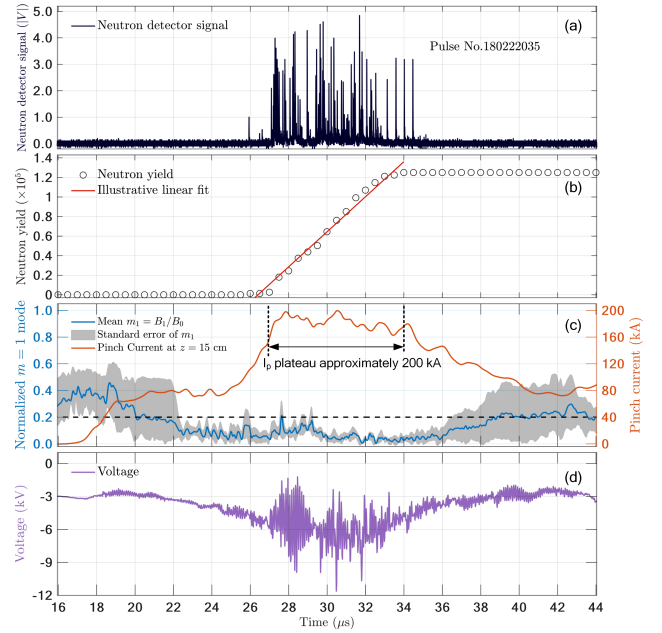 Neutron detector signal (|V|)
5.0
4.0
3.0
2.0
1.0
0.0
Neutron detector signal
(a)
Pulse No.180222035
Neutron yield (×10⁵)
1.4
1.2
1
0.8
0.6
0.4
0.2
0
Neutron yield
Illustrative linear fit
(b)
Normalized m = 1 mode
1.0
0.8
0.6
0.4
0.2
0.0
Mean m₁ = B₁/B₀
Standard error of m₁
Pinch Current at z = 15 cm
(c)
Iₚ plateau approximately 200 kA
200
160
120
80
40
0
Pinch current (kA)
Voltage (kV)
0
-3
-6
-9
-12
Voltage
(d)
16 18 20 22 24 26 28 30 32 34 36 38 40 42 44
Time (μs)